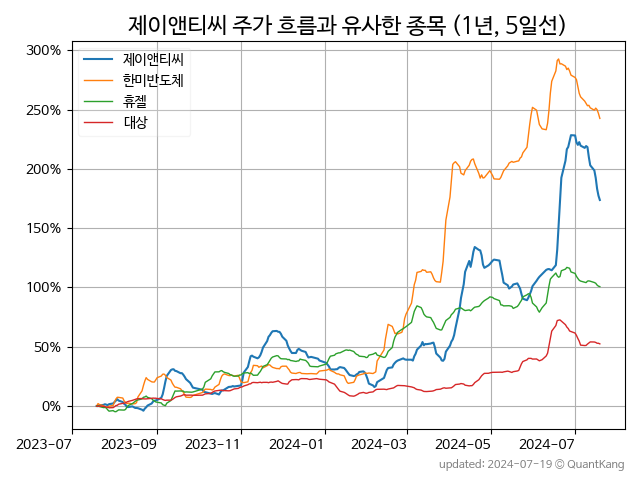 제이앤티씨 주가 흐름과 유사한 종목 (1년, 5일선)
300%
250%
200%
150%
100%
50%
0%
제이앤티씨
한미반도체
휴젤
대상
2023-07
2023-09
2023-11
2024-01
2024-03
2024-05
2024-07
updated: 2024-07-19 @ QuantKang